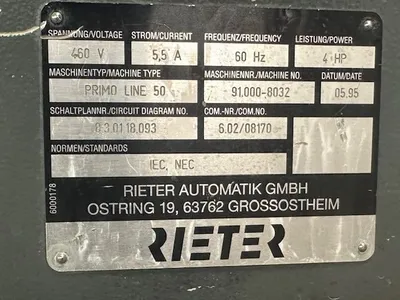 SPANNUNG/VOLTAGE STROM/CURRENT FREQUENZ/FREQUENCY LEISTUNG/POWER
460 V 5,5 A 60 Hz 4 HP
MASCHINENTYP/MACHINE TYPE MASCHINENNR./MACHINE NO. DATUM/DATE
PRIMO LINE 50 91.000-8032 05.95
SCHALTPLANNR./CIRCUIT DIAGRAM NO. COM.-NR./COM.NO.
0.3.01 18.093 6.02/08170
NORMEN/STANDARDS
IEC, NEC
6000178
RIETER AUTOMATIK GMBH
OSTRING 19, 63762 GROSSOSTHEIM
RIETER